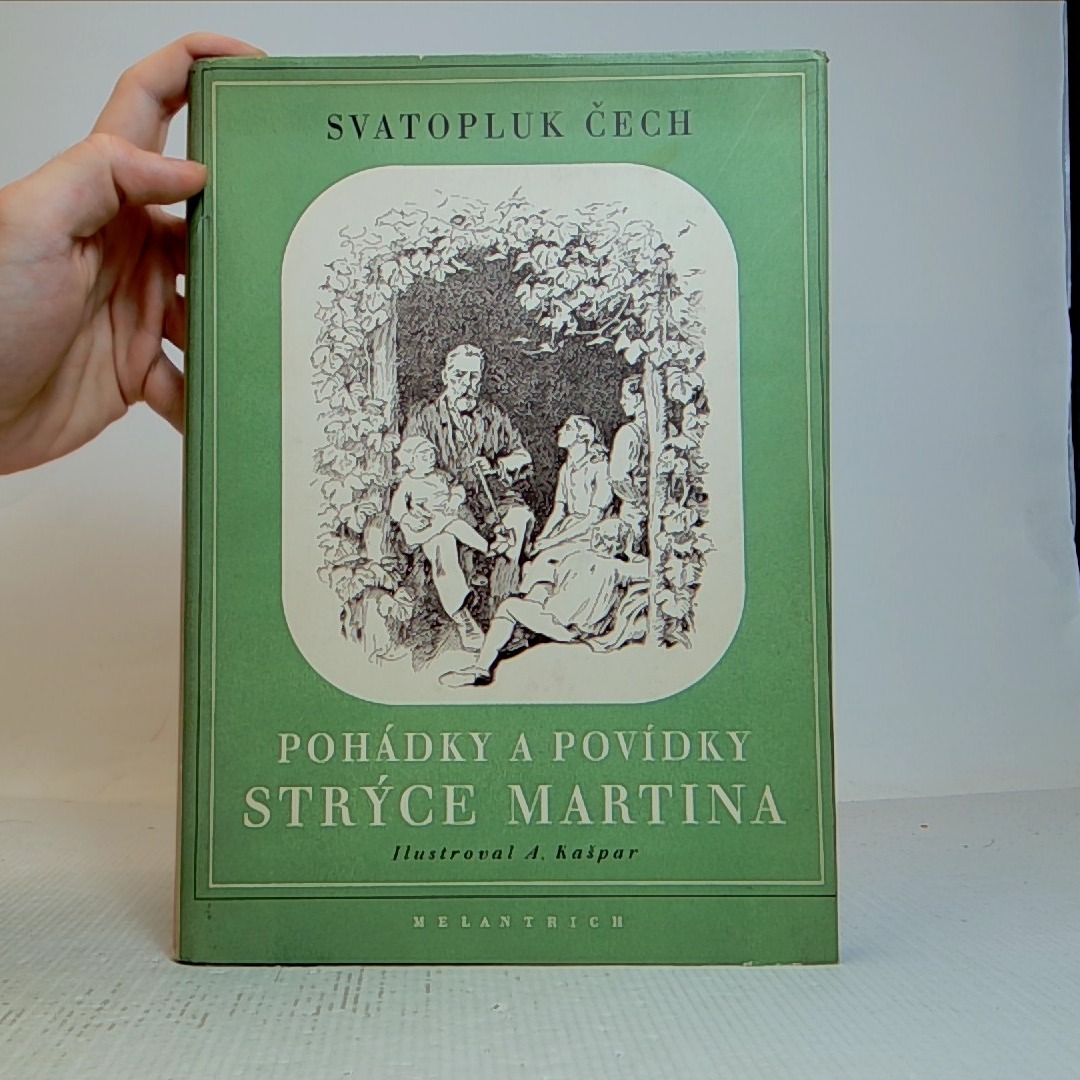 SVATOPLUK ČECH
POHÁDKY A POVÍDKY
STRÝCE MARTINA
Ilustroval A. Kašpar
MELANTRICH